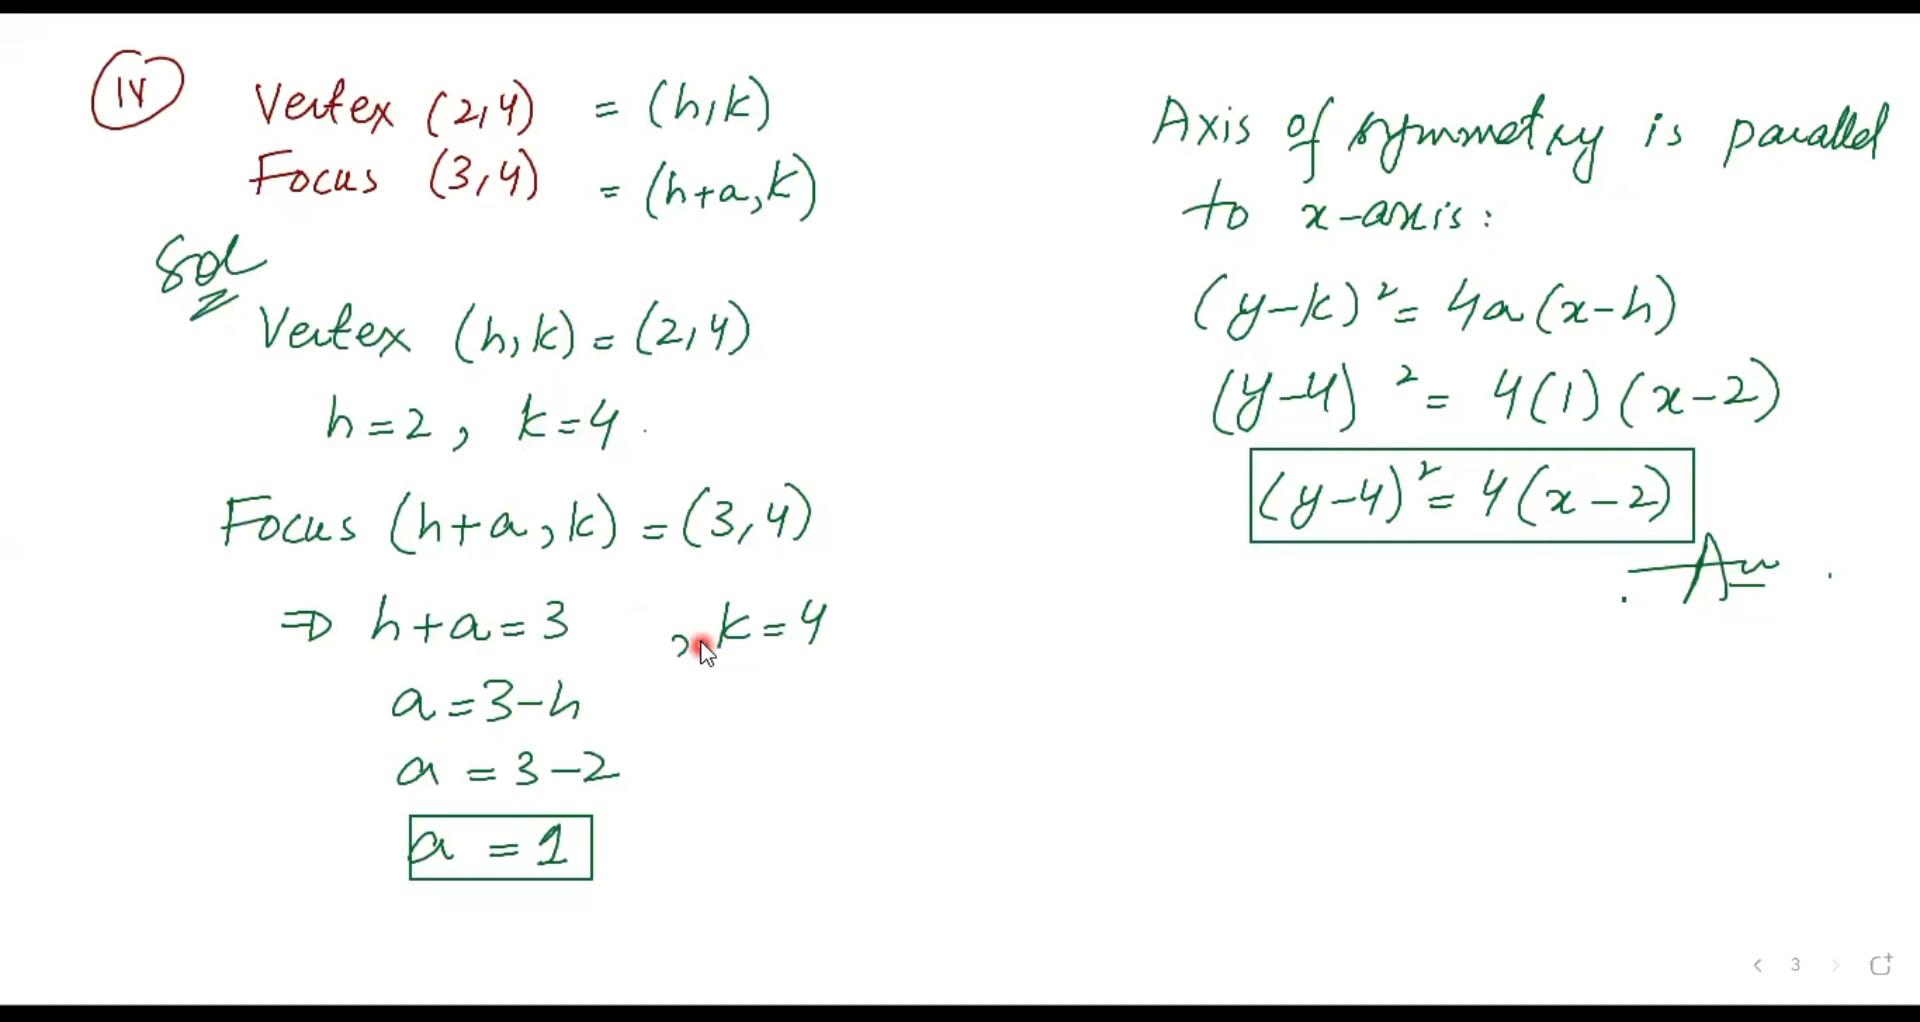 IV Vertex (2,4) = (h,k)
Focus (3,4) = (h+a,k)
Sol
Vertex (h,k) = (2,4)
h=2, k=4.
Focus (h+a,k) = (3,4)
⇒ h+a=3 , k=4
a=3-h
a = 3-2
a = 1
Axis of symmetry is parallel
to x-axis:
(y-k)² = 4a(x-h)
(y-4)² = 4(1)(x-2)
(y-4)² = 4(x-2)
Ans.
3